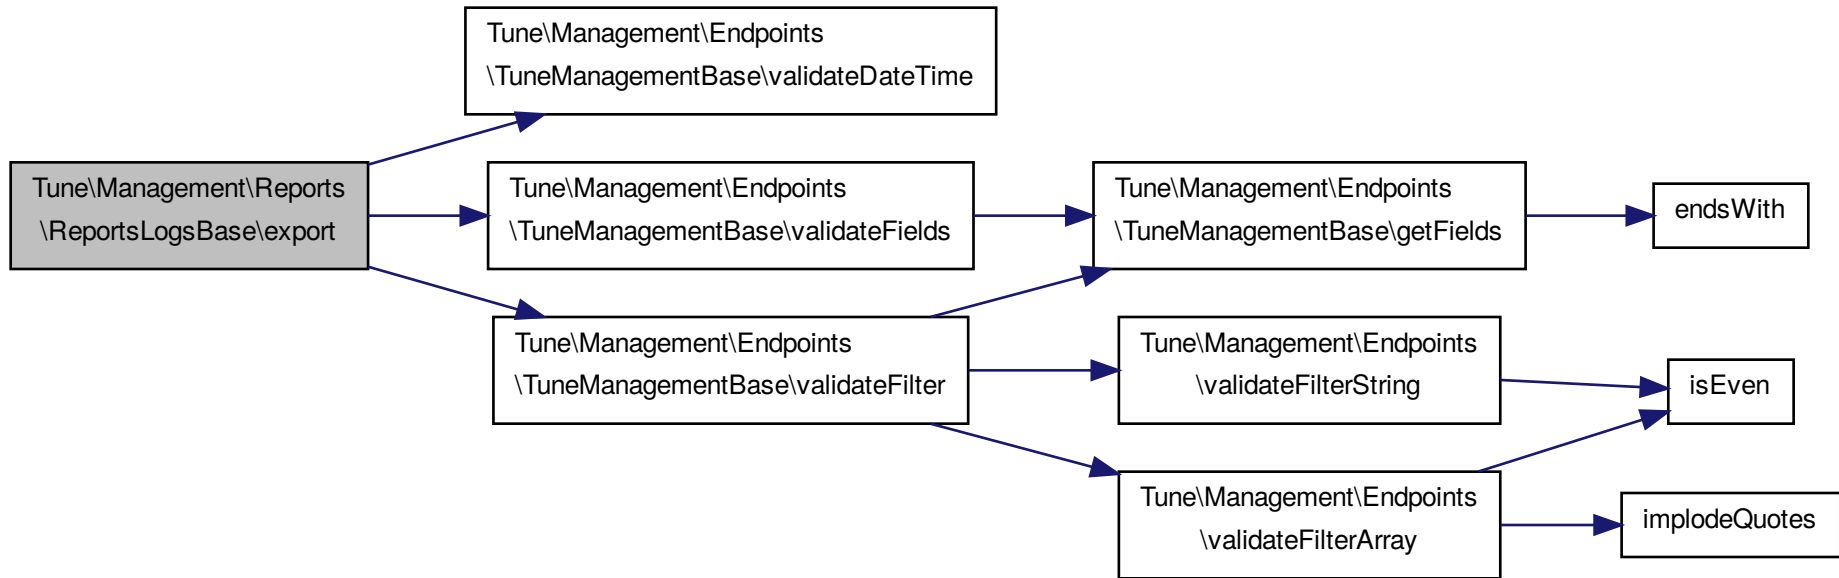 Tune\Management\Endpoints
\TuneManagementBase\validateDateTime
Tune\Management\Reports
\ReportsLogsBase\export
Tune\Management\Endpoints
\TuneManagementBase\validateFields
Tune\Management\Endpoints
\TuneManagementBase\getFields
endsWith
Tune\Management\Endpoints
\TuneManagementBase\validateFilter
Tune\Management\Endpoints
\validateFilterString
isEven
Tune\Management\Endpoints
\validateFilterArray
implodeQuotes